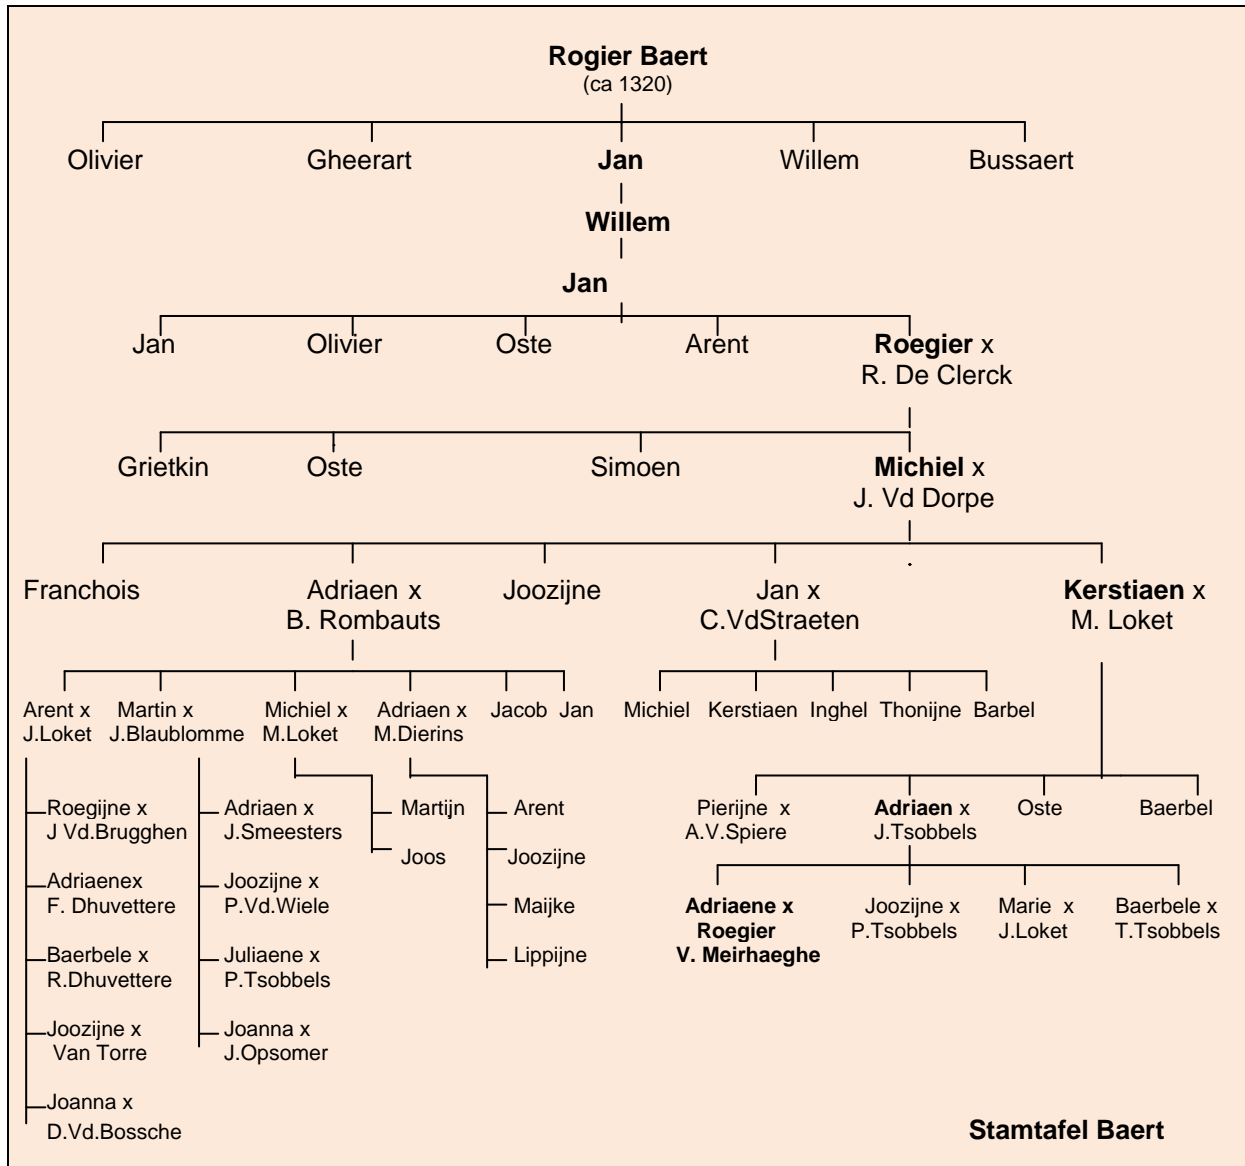 Rogier Baert
(ca 1320)
Olivier Gheeraart Jan Willem Bussaert
Willem
Jan
Jan Olivier Oste Arent Roegier x
R. De Clerck
Grietkin Oste Simoen Michiel x
J. Vd Dorpe
Franchois Adriaen x Joozijne Jan x Kerstiaen x
B. Rombauts C.VdStraeten M. Loket
Arent x Martin x Michiel x Adriaen x Jacob Jan Michiel Kerstiaen Inghel Thonijne Barbel
J.Loket J.Blaublomme M.Loket M.Dierins
Roegijne x Adriaen x Martijn Arent Pierijne x Adriaen x Oste Baerbel
J Vd.Brugghen J.Smeesters A.V.Spiere J.Tsobbels
Joos Joozijne
Adriaenex Joozijne x Maijke Adriaene x Joozijne x Marie x Baerbele x
F. Dhuvettere P.Vd.Wiele Roegier P.Tsobbels J.Loket T.Tsobbels
Baerbele x Juliaene x Lippijne V. Meirhaeghe
R.Dhuvettere P.Tsobbels
Joozijne x Joanna x
Van Torre J.Opsomer
Joanna x
D.Vd.Bossche
Stamtafel Baert